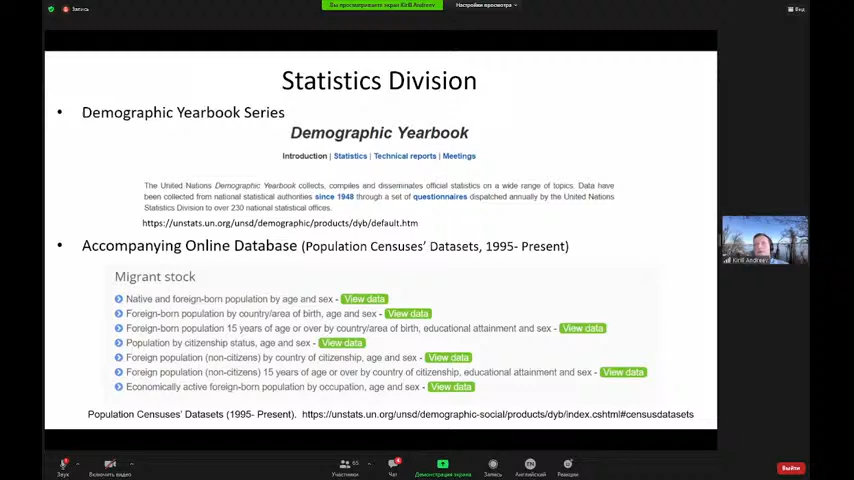 Запись
Вы просматриваете экран Kirill Andreev
Настройки просмотра
Вид
Statistics Division
• Demographic Yearbook Series
Demographic Yearbook
Introduction | Statistics | Technical reports | Meetings
The United Nations Demographic Yearbook collects, compiles and disseminates official statistics on a wide range of topics. Data have
been collected from national statistical authorities since 1948 through a set of questionnaires dispatched annually by the United Nations
Statistics Division to over 230 national statistical offices.
https://unstats.un.org/unsd/demographic/products/dyb/default.htm
• Accompanying Online Database (Population Censuses' Datasets, 1995- Present)
Kirill Andreev
Migrant stock
Native and foreign-born population by age and sex - View data
Foreign-born population by country/area of birth, age and sex - View data
Foreign-born population 15 years of age or over by country/area of birth, educational attainment and sex - View data
Population by citizenship status, age and sex - View data
Foreign population (non-citizens) by country of citizenship, age and sex - View data
Foreign population (non-citizens) 15 years of age or over by country of citizenship, educational attainment and sex - View data
Economically active foreign-born population by occupation, age and sex - View data
Population Censuses' Datasets (1995- Present). https://unstats.un.org/unsd/demographic-social/products/dyb/index.cshtml#censusdatasets
Звук
Включить видео
65
Участники
Чат
Демонстрация экрана
Запись
EN
Английский
Реакции
Выйти